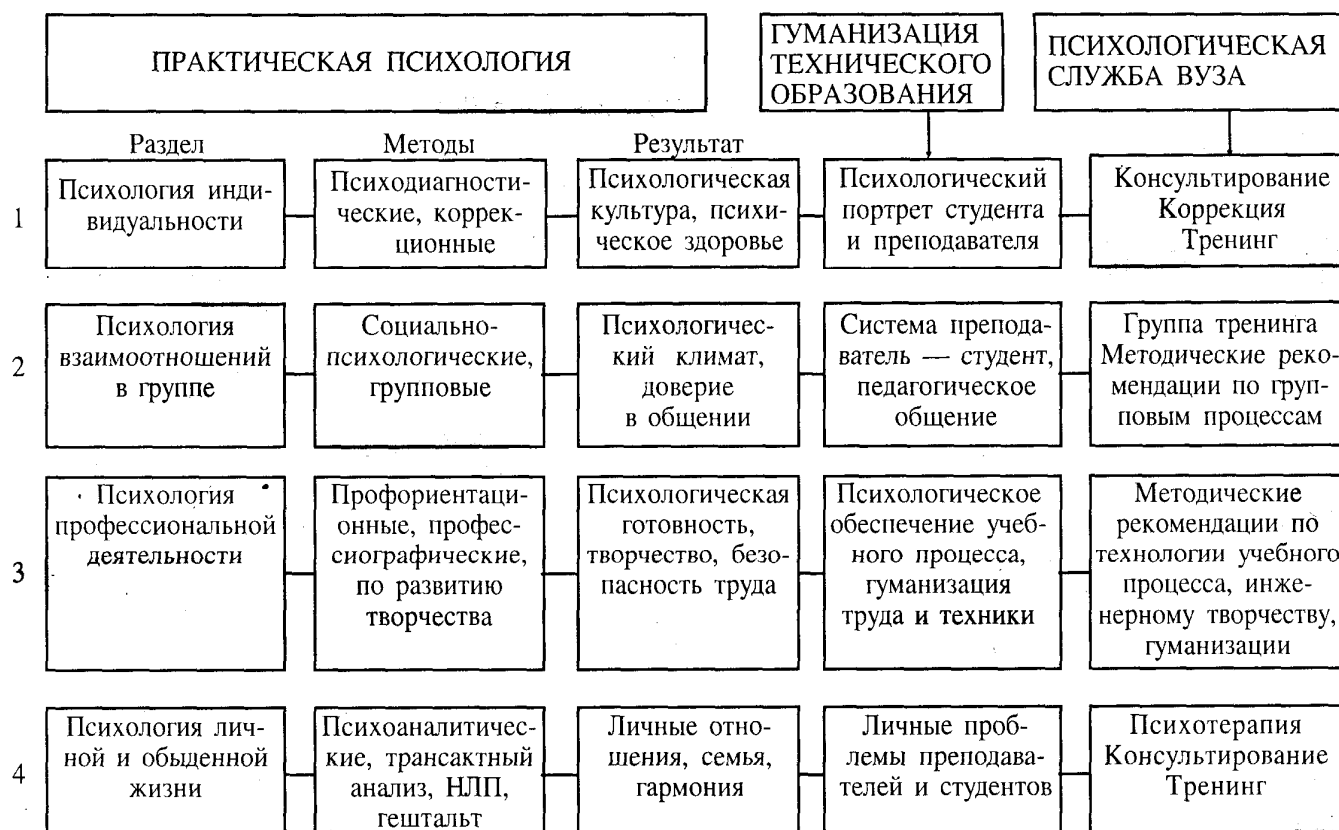 ПРАКТИЧЕСКАЯ ПСИХОЛОГИЯ
ГУМАНИЗАЦИЯ
ТЕХНИЧЕСКОГО
ОБРАЗОВАНИЯ
ПСИХОЛОГИЧЕСКАЯ
СЛУЖБА ВУЗА
Раздел
Методы
Результат
1
Психология инди-
видуальности
Психодиагности-
ческие, коррек-
ционные
Психологическая
культура, психи-
ческое здоровье
Психологический
портрет студента
и преподавателя
Консультирование
Коррекция
Тренинг
2
Психология
взаимоотношений
в группе
Социально-
психологические,
групповые
Психологичес-
кий климат,
доверие
в общении
Система препода-
ватель — студент,
педагогическое
общение
Группа тренинга
Методические реко-
мендации по груп-
повым процессам
3
Психология
профессиональной
деятельности
Профориентаци-
онные, профес-
сиографические,
по развитию
творчества
Психологическая
готовность,
творчество, безо-
пасность труда
Психологическое
обеспечение учеб-
ного процесса,
гуманизация
труда и техники
Методические
рекомендации по
технологии учебного
процесса, инже-
нерному творчеству,
гуманизации
4
Психология лич-
ной и обыденной
жизни
Психоаналитичес-
кие, трансактный
анализ, НЛП,
гештальт
Личные отно-
шения, семья,
гармония
Личные проб-
лемы преподава-
телей и студентов
Психотерапия
Консультирование
Тренинг